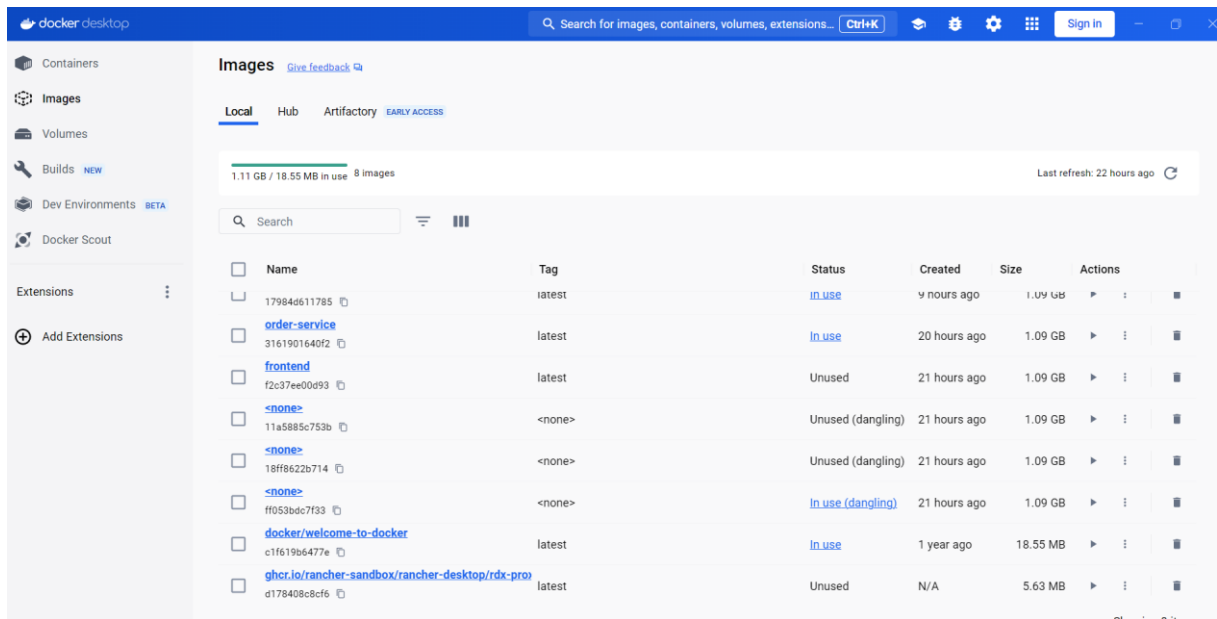 docker desktop
Search for images, containers, volumes, extensions... Ctrl+K
Sign in
Containers
Images
Volumes
Builds NEW
Dev Environments BETA
Docker Scout
Extensions
Add Extensions
Images Give feedback
Local Hub Artifactory EARLY ACCESS
1.11 GB / 18.55 MB in use 8 images
Last refresh: 22 hours ago
Search
Name Tag Status Created Size Actions
17984d611785 latest In use 9 hours ago 1.09 GB
order-service
3161901640f2 latest In use 20 hours ago 1.09 GB
frontend
f2c37ee00d93 latest Unused 21 hours ago 1.09 GB
<none>
11a5885c753b <none> Unused (dangling) 21 hours ago 1.09 GB
<none>
18ff8622b714 <none> Unused (dangling) 21 hours ago 1.09 GB
<none>
ff053bdc7f33 <none> In use (dangling) 21 hours ago 1.09 GB
docker/welcome-to-docker
c1f619b6477e latest In use 1 year ago 18.55 MB
ghcr.io/rancher-sandbox/rancher-desktop/rdx-prox
d178408c8cf6 latest Unused N/A 5.63 MB